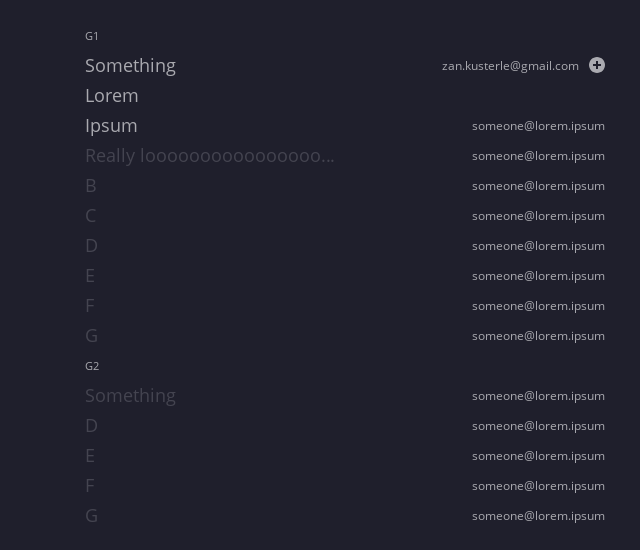 G1
Something zan.kusterle@gmail.com
Lorem
Ipsum someone@lorem.ipsum
Really loooooooooooooooo... someone@lorem.ipsum
B someone@lorem.ipsum
C someone@lorem.ipsum
D someone@lorem.ipsum
E someone@lorem.ipsum
F someone@lorem.ipsum
G someone@lorem.ipsum
G2
Something someone@lorem.ipsum
D someone@lorem.ipsum
E someone@lorem.ipsum
F someone@lorem.ipsum
G someone@lorem.ipsum